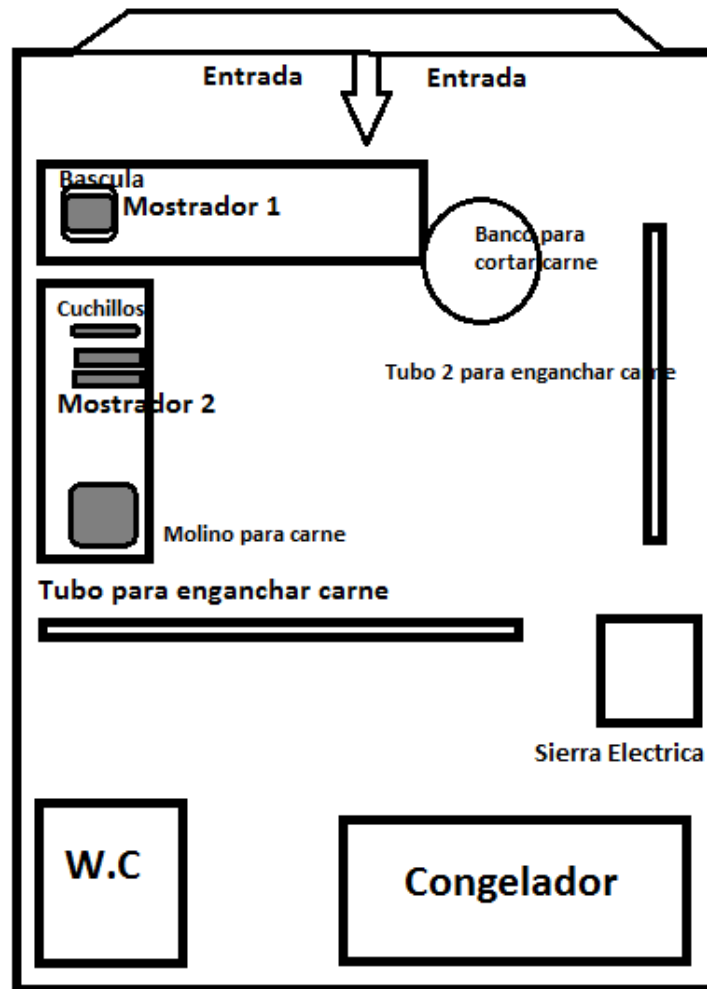 Entrada
Entrada
Bascula
Mostrador 1
Banco para
cortar carne
Cuchillos
Tubo 2 para enganchar carne
Mostrador 2
Molino para carne
Tubo para enganchar carne
Sierra Electrica
W.C
Congelador